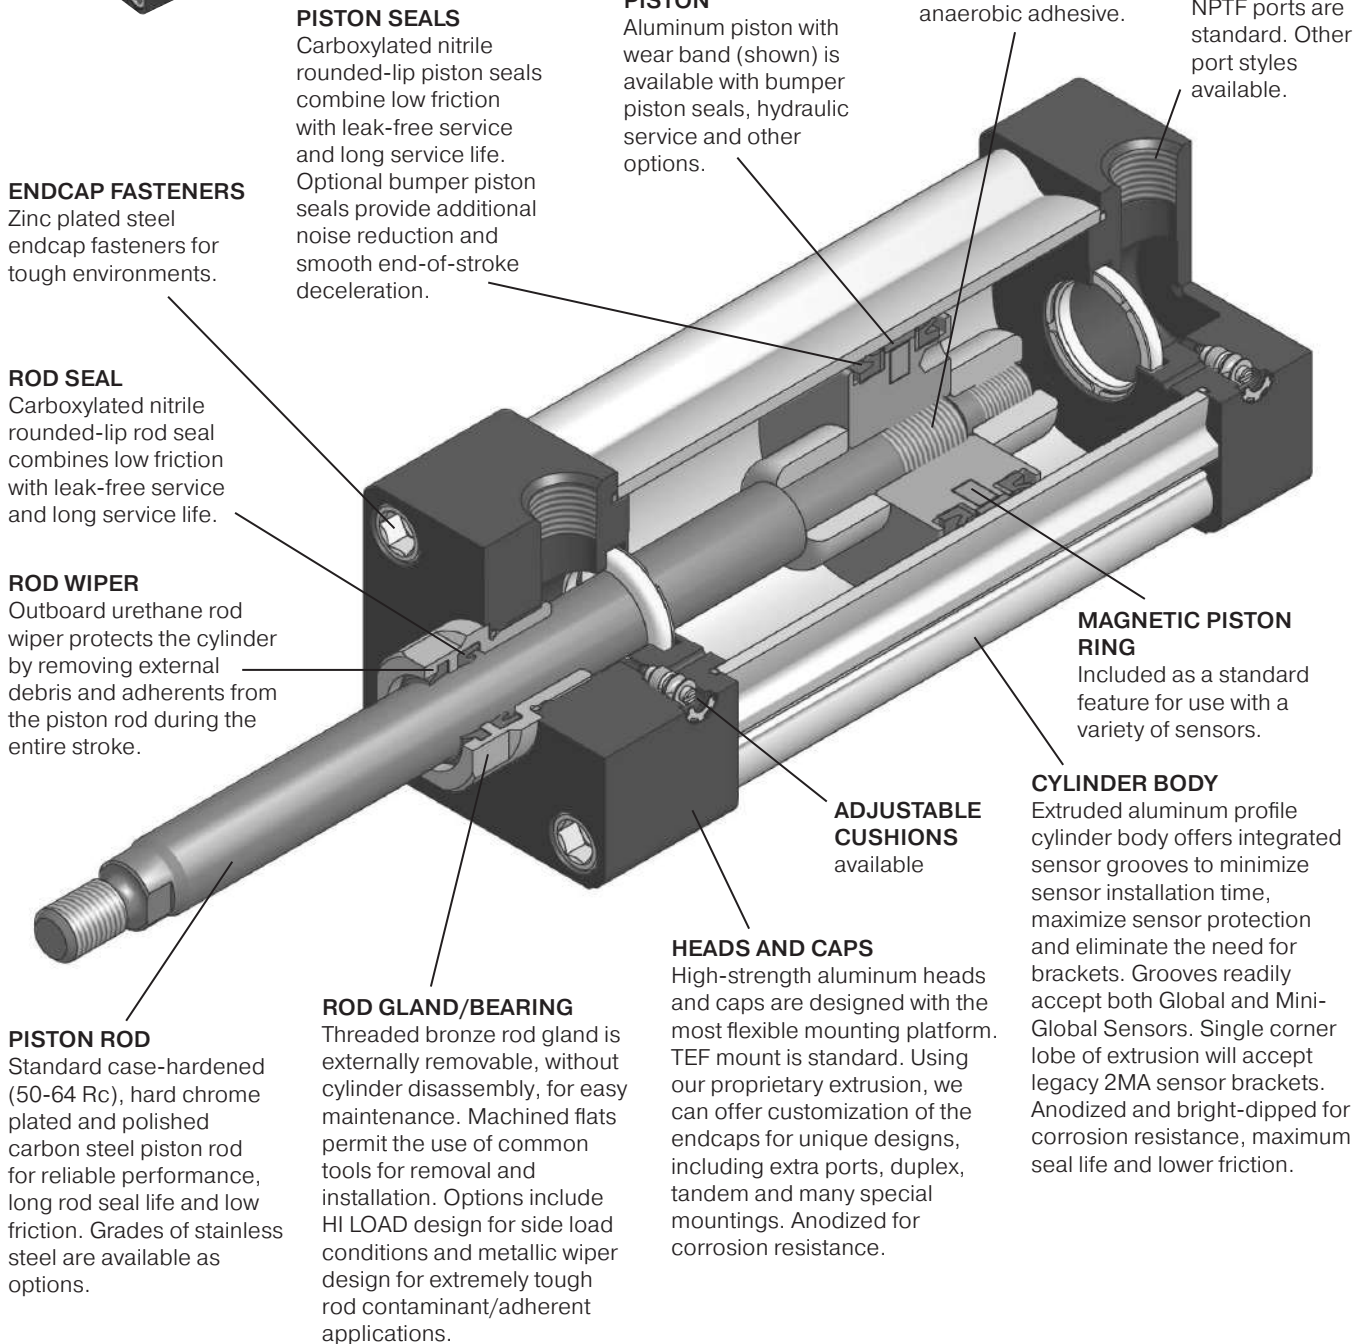 PISTON SEALS
Carboxylated nitrile
rounded-lip piston seals
combine low friction
with leak-free service
and long service life.
Optional bumper piston
seals provide additional
noise reduction and
smooth end-of-stroke
deceleration.
PISTON
Aluminum piston with
wear band (shown) is
available with bumper
piston seals, hydraulic
service and other
options.
anaerobic adhesive.
NPTF ports are
standard. Other
port styles
available.
ENDCAP FASTENERS
Zinc plated steel
endcap fasteners for
tough environments.
ROD SEAL
Carboxylated nitrile
rounded-lip rod seal
combines low friction
with leak-free service
and long service life.
ROD WIPER
Outboard urethane rod
wiper protects the cylinder
by removing external
debris and adherents from
the piston rod during the
entire stroke.
MAGNETIC PISTON
RING
Included as a standard
feature for use with a
variety of sensors.
ADJUSTABLE
CUSHIONS
available
CYLINDER BODY
Extruded aluminum profile
cylinder body offers integrated
sensor grooves to minimize
sensor installation time,
maximize sensor protection
and eliminate the need for
brackets. Grooves readily
accept both Global and Mini-
Global Sensors. Single corner
lobe of extrusion will accept
legacy 2MA sensor brackets.
Anodized and bright-dipped for
corrosion resistance, maximum
seal life and lower friction.
HEADS AND CAPS
High-strength aluminum heads
and caps are designed with the
most flexible mounting platform.
TEF mount is standard. Using
our proprietary extrusion, we
can offer customization of the
endcaps for unique designs,
including extra ports, duplex,
tandem and many special
mountings. Anodized for
corrosion resistance.
ROD GLAND/BEARING
Threaded bronze rod gland is
externally removable, without
cylinder disassembly, for easy
maintenance. Machined flats
permit the use of common
tools for removal and
installation. Options include
HI LOAD design for side load
conditions and metallic wiper
design for extremely tough
rod contaminant/adherent
applications.
PISTON ROD
Standard case-hardened
(50-64 Rc), hard chrome
plated and polished
carbon steel piston rod
for reliable performance,
long rod seal life and low
friction. Grades of stainless
steel are available as
options.